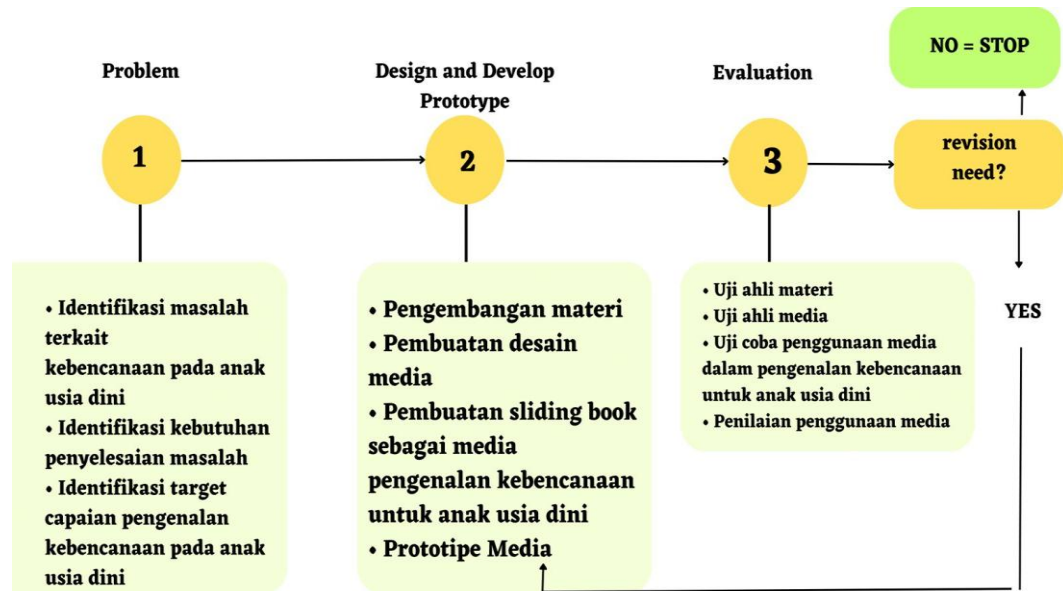 Problem
1
• Identifikasi masalah
terkait
kebencanaan pada anak
usia dini
• Identifikasi kebutuhan
penyelesaian masalah
• Identifikasi target
capaian pengenalan
kebencanaan pada anak
usia dini
Design and Develop
Prototype
2
• Pengembangan materi
• Pembuatan desain
media
• Pembuatan sliding book
sebagai media
pengenalan kebencanaan
untuk anak usia dini
• Prototipe Media
Evaluation
3
• Uji ahli materi
• Uji ahli media
• Uji coba penggunaan media
dalam pengenalan kebencanaan
untuk anak usia dini
• Penilaian penggunaan media
NO = STOP
revision
need?
YES